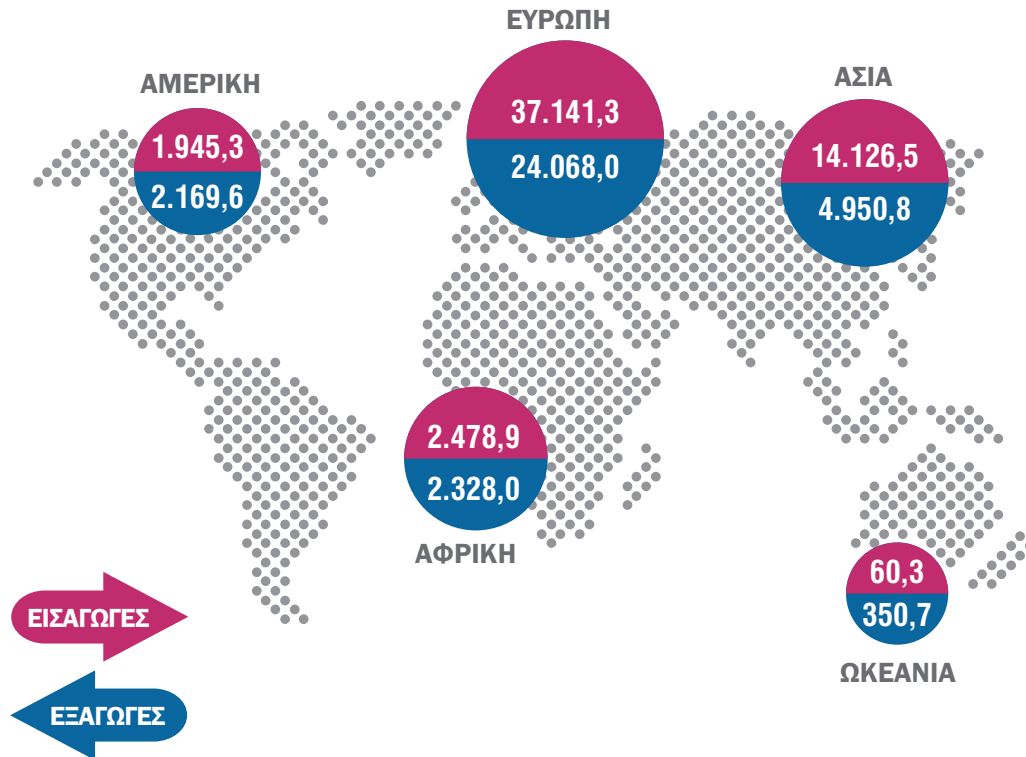 ΕΥΡΩΠΗ
37.141,3
24.068,0
ΑΜΕΡΙΚΗ
1.945,3
2.169,6
ΑΣΙΑ
14.126,5
4.950,8
2.478,9
2.328,0
ΑΦΡΙΚΗ
60,3
350,7
ΩΚΕΑΝΙΑ
ΕΙΣΑΓΩΓΕΣ
ΕΞΑΓΩΓΕΣ